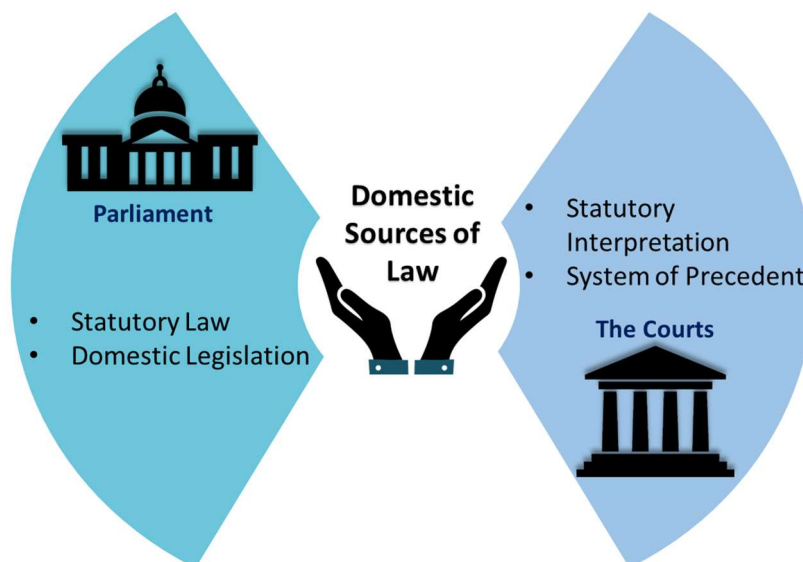 Parliament
• Statutory Law
• Domestic Legislation
Domestic
Sources of
Law
• Statutory
Interpretation
• System of Precedent
The Courts